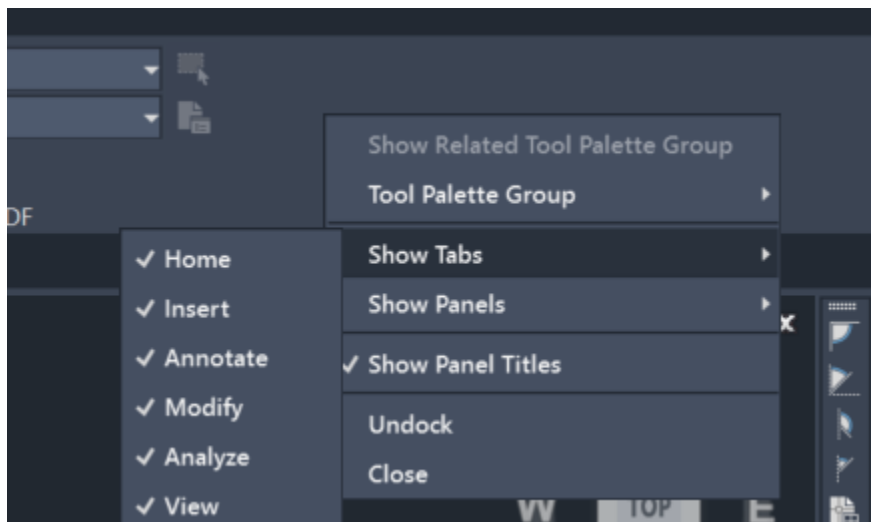 Show Related Tool Palette Group
Tool Palette Group
DF
Show Tabs
Show Panels
Show Panel Titles
Undock
Close
Home
Insert
Annotate
Modify
Analyze
View
W TOP E